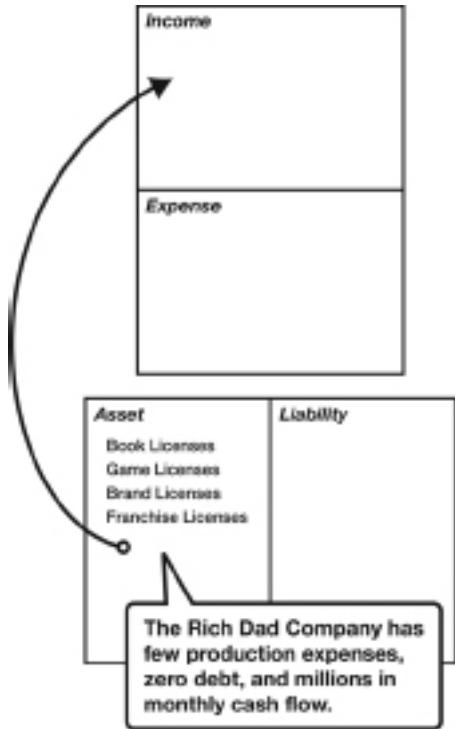 Income
Expense
Asset
Book Licenses
Game Licenses
Brand Licenses
Franchise Licenses
Liability
The Rich Dad Company has
few production expenses,
zero debt, and millions in
monthly cash flow.